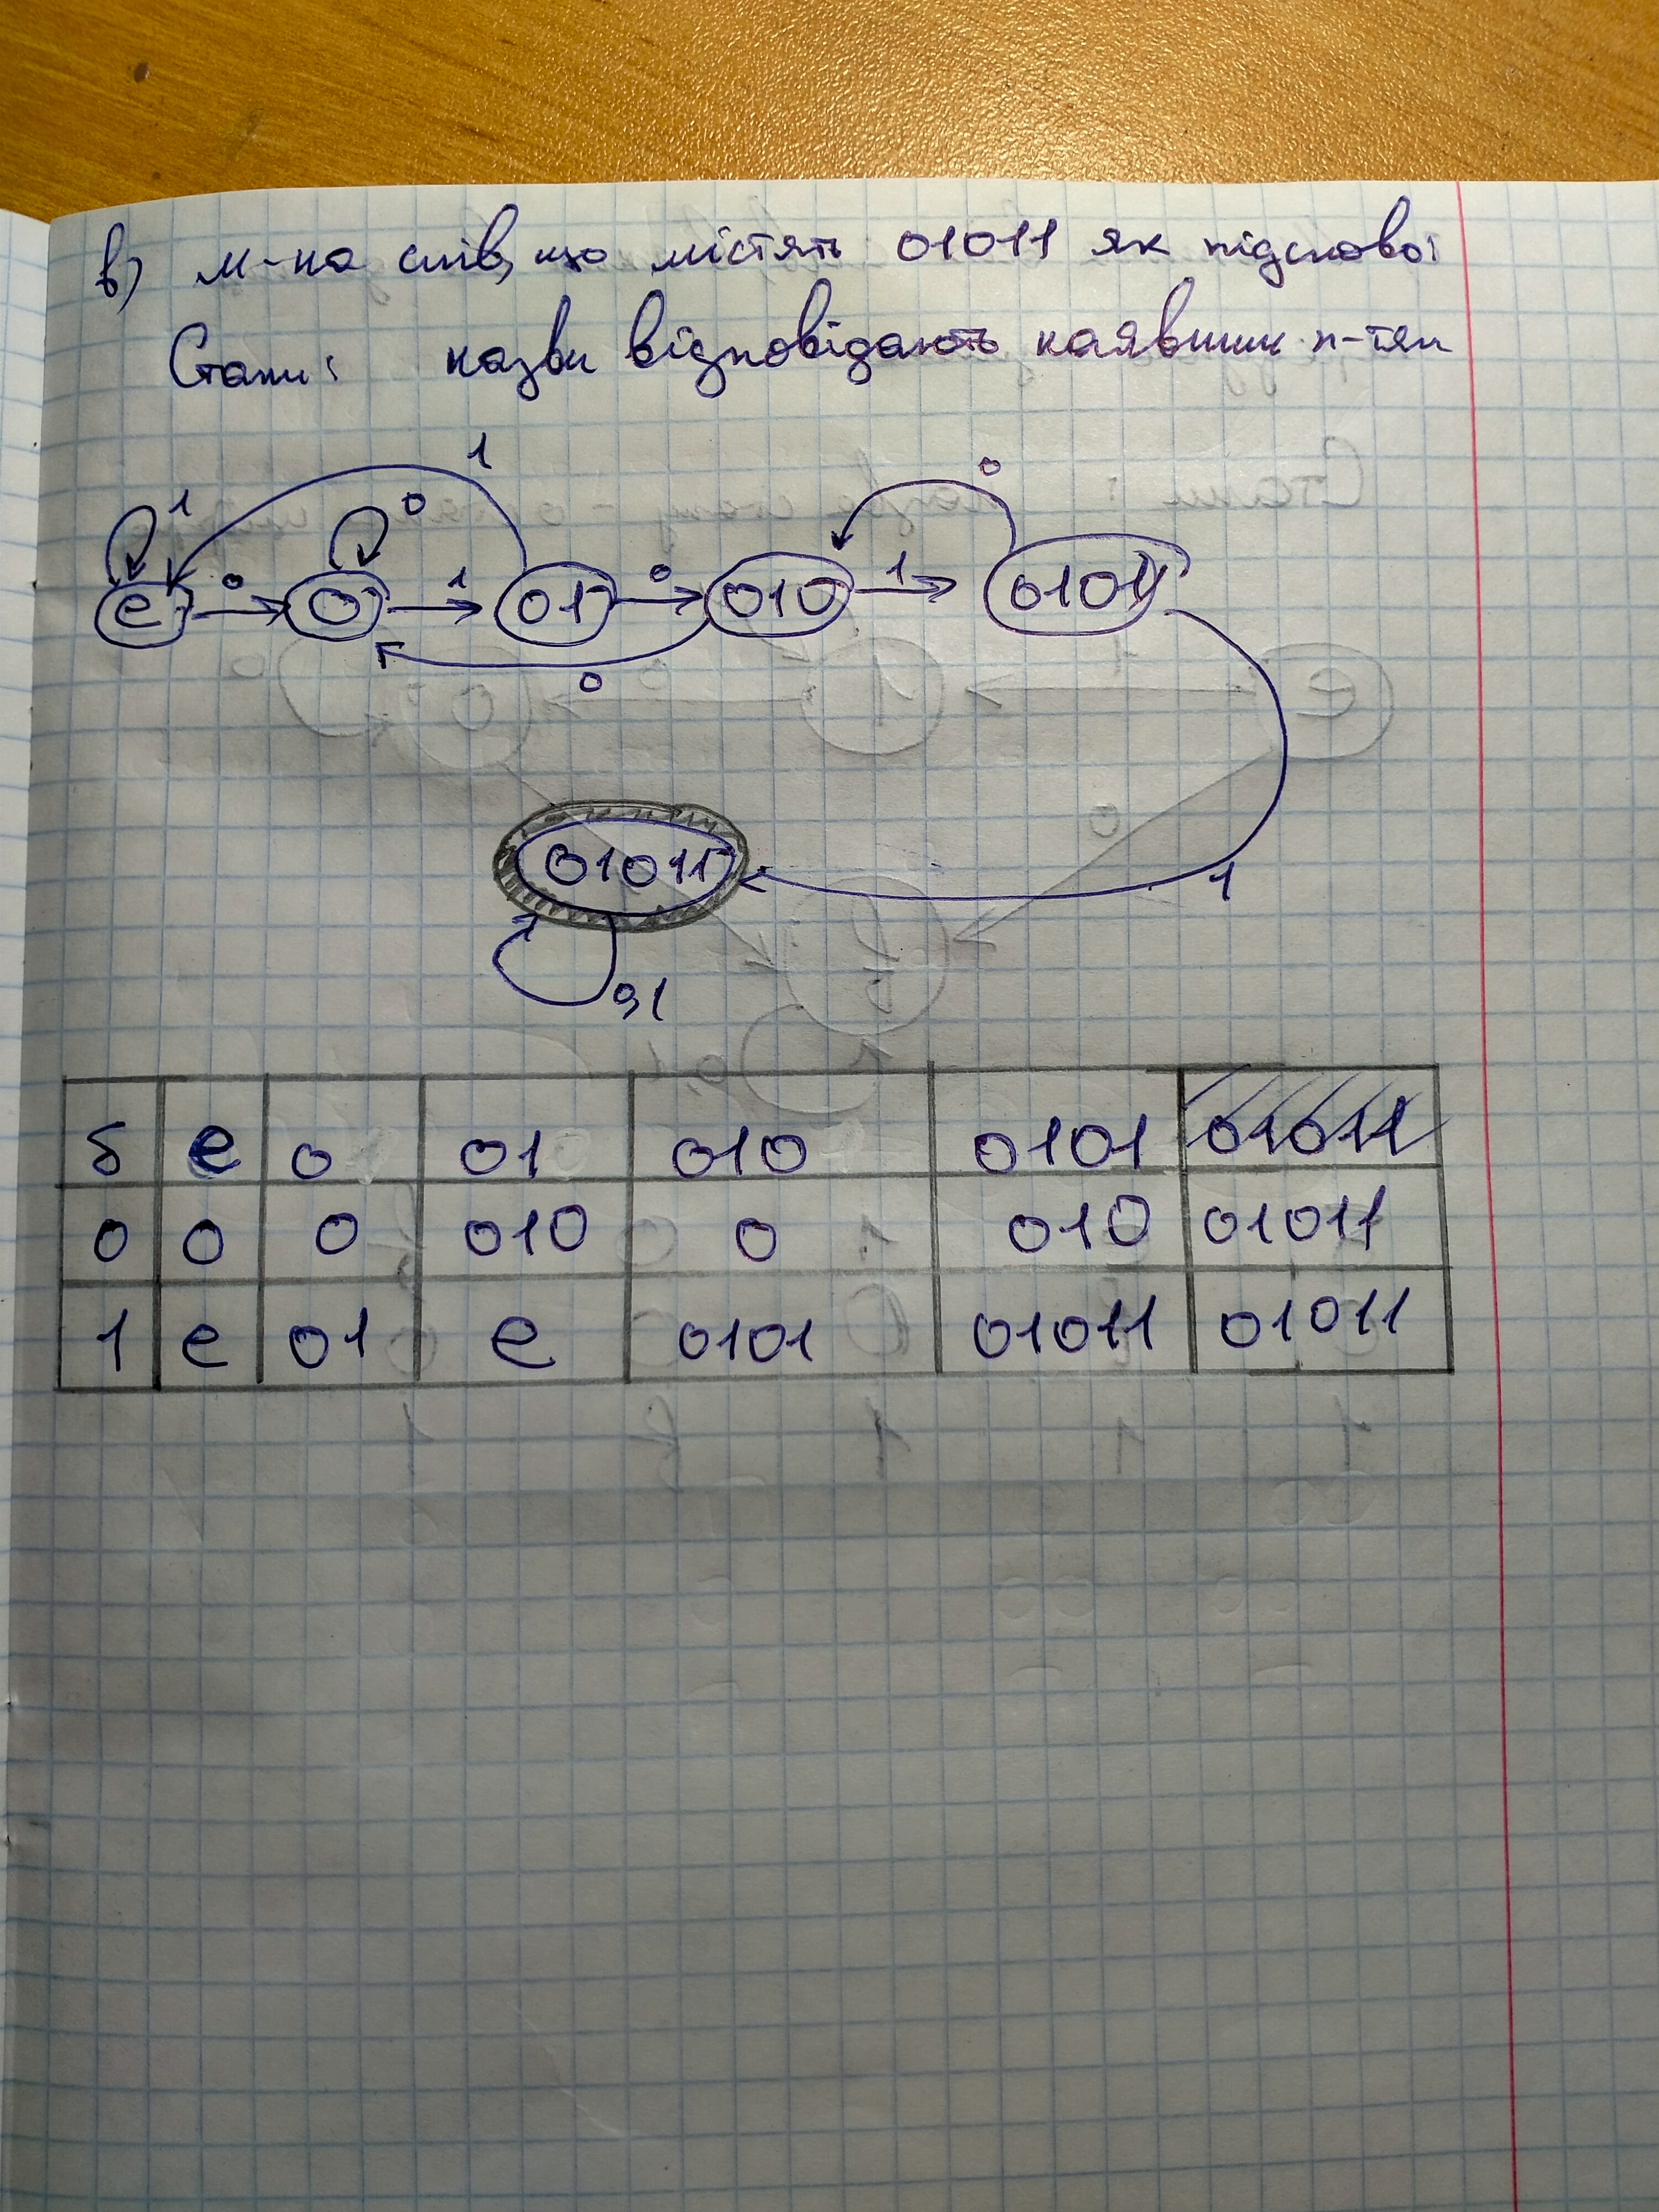 в) м-на слів, що містять 01011 як підслово:
Стани: назви відповідають наявним п-тям
1
1 0 0
e 0 0 1 01 0 010 1 0101
0
01011
1
0,1
δ e 0 01 010 0101 01011
0 0 0 010 0 010 01011
1 e 01 e 0101 01011 01011